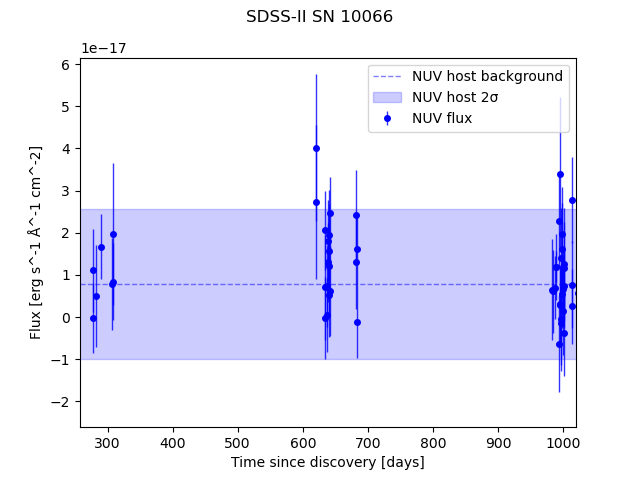 SDSS-II SN 10066
1e−17
NUV host background
NUV host 2σ
NUV flux
6
5
4
3
2
1
0
−1
−2
Flux [erg s^-1 Å^-1 cm^-2]
300 400 500 600 700 800 900 1000
Time since discovery [days]